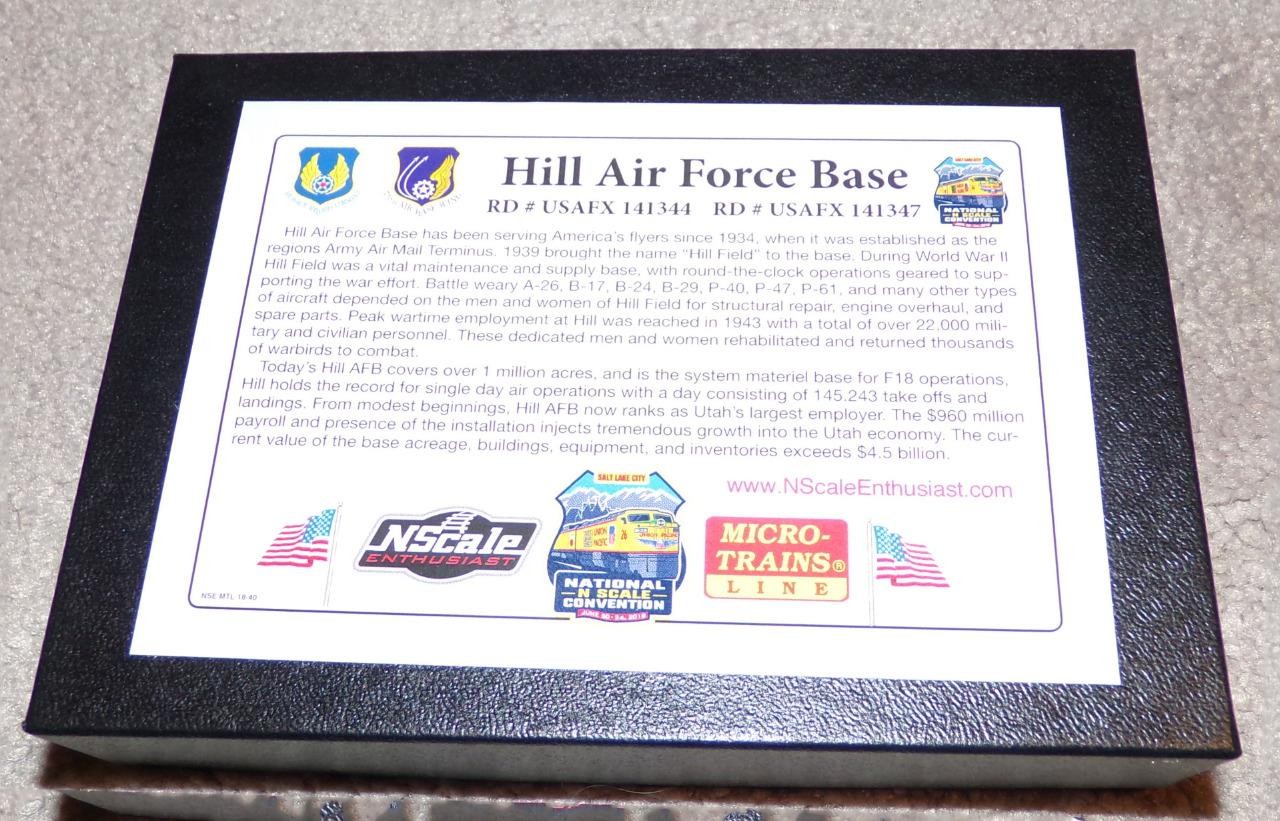 Hill Air Force Base
RD # USAFX 141344 RD # USAFX 141347
SALT LAKE CITY
NATIONAL
N SCALE
CONVENTION
Hill Air Force Base has been serving America's flyers since 1934, when it was established as the
regions Army Air Mail Terminus. 1939 brought the name "Hill Field" to the base. During World War II
Hill Field was a vital maintenance and supply base, with round-the-clock operations geared to sup-
porting the war effort. Battle weary A-26, B-17, B-24, B-29, P-40, P-47, P-61, and many other types
of aircraft depended on the men and women of Hill Field for structural repair, engine overhaul, and
spare parts. Peak wartime employment at Hill was reached in 1943 with a total of over 22,000 mili-
tary and civilian personnel. These dedicated men and women rehabilitated and returned thousands
of warbirds to combat.
Today's Hill AFB covers over 1 million acres, and is the system materiel base for F18 operations,
Hill holds the record for single day air operations with a day consisting of 145.243 take offs and
landings. From modest beginnings, Hill AFB now ranks as Utah's largest employer. The $960 million
payroll and presence of the installation injects tremendous growth into the Utah economy. The cur-
rent value of the base acreage, buildings, equipment, and inventories exceeds $4.5 billion.
www.NScaleEnthusiast.com
NScale
ENTHUSIAST
SALT LAKE CITY
UNION
PACIFIC
26
UNION PACIFIC
NATIONAL
N SCALE
CONVENTION
MICRO-
TRAINS®
LINE
NSE MTL 18-40